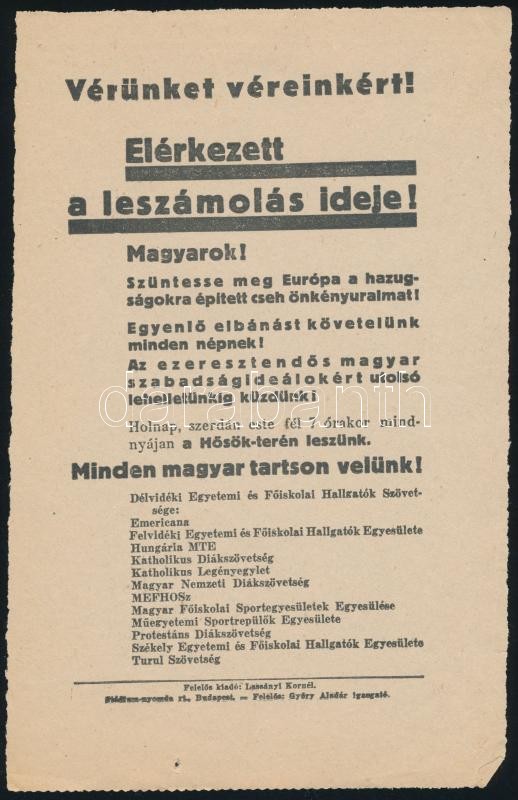 Vérünket véreinkért!
Elérkezett
a leszámolás ideje!
Magyarok!
Szüntesse meg Európa a hazug-
ságokra épitett cseh önkényuralmat!
Egyenlő elbánást követelünk
minden népnek!
Az ezeresztendős magyar
szabadságideálokért utolsó
lehelletünkig küzdünk!
darabanth
Holnap, szerdán este fél 7 órakor mind-
nyájan a Hősök-terén leszünk.
Minden magyar tartson velünk!
Délvidéki Egyetemi és Főiskolai Hallgatók Szövet-
sége:
Emericana
Felvidéki Egyetemi és Főiskolai Hallgatók Egyesülete
Hungária MTE
Katholikus Diákszövetség
Katholikus Legényegylet
Magyar Nemzeti Diákszövetség
MEFHOSz
Magyar Főiskolai Sportegyesületek Egyesülése
Műegyetemi Sportrepülők Egyesülete
Protestáns Diákszövetség
Székely Egyetemi és Főiskolai Hallgatók Egyesülete
Turul Szövetség
Felelős kiadó: Lassányi Kornél.
Stádium-nyomda rt., Budapest. — Felelős: Győry Aladár igazgató.